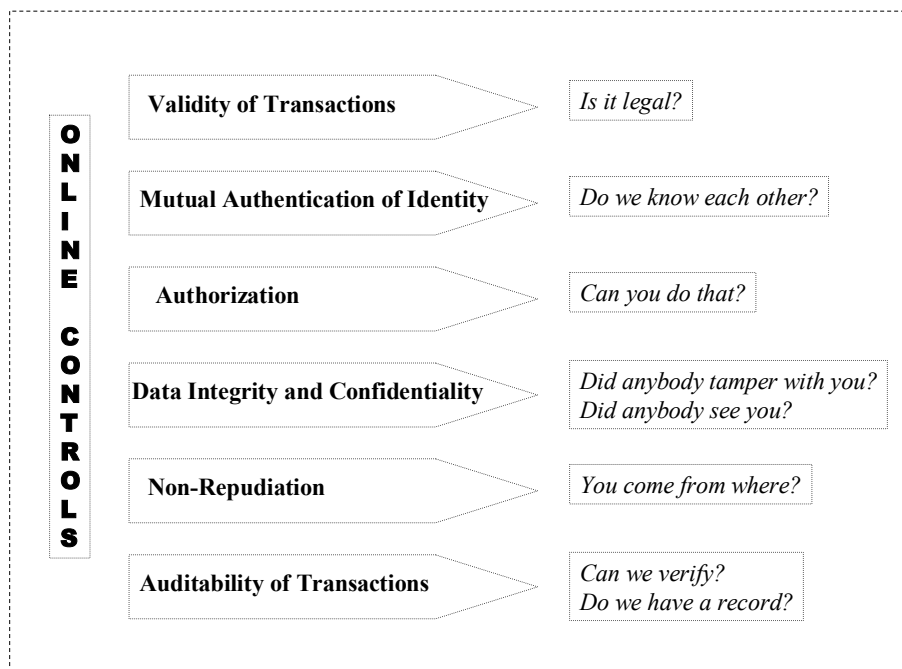 ONLINE CONTROLS
Validity of Transactions
Is it legal?
Mutual Authentication of Identity
Do we know each other?
Authorization
Can you do that?
Data Integrity and Confidentiality
Did anybody tamper with you?
Did anybody see you?
Non-Repudiation
You come from where?
Auditability of Transactions
Can we verify?
Do we have a record?